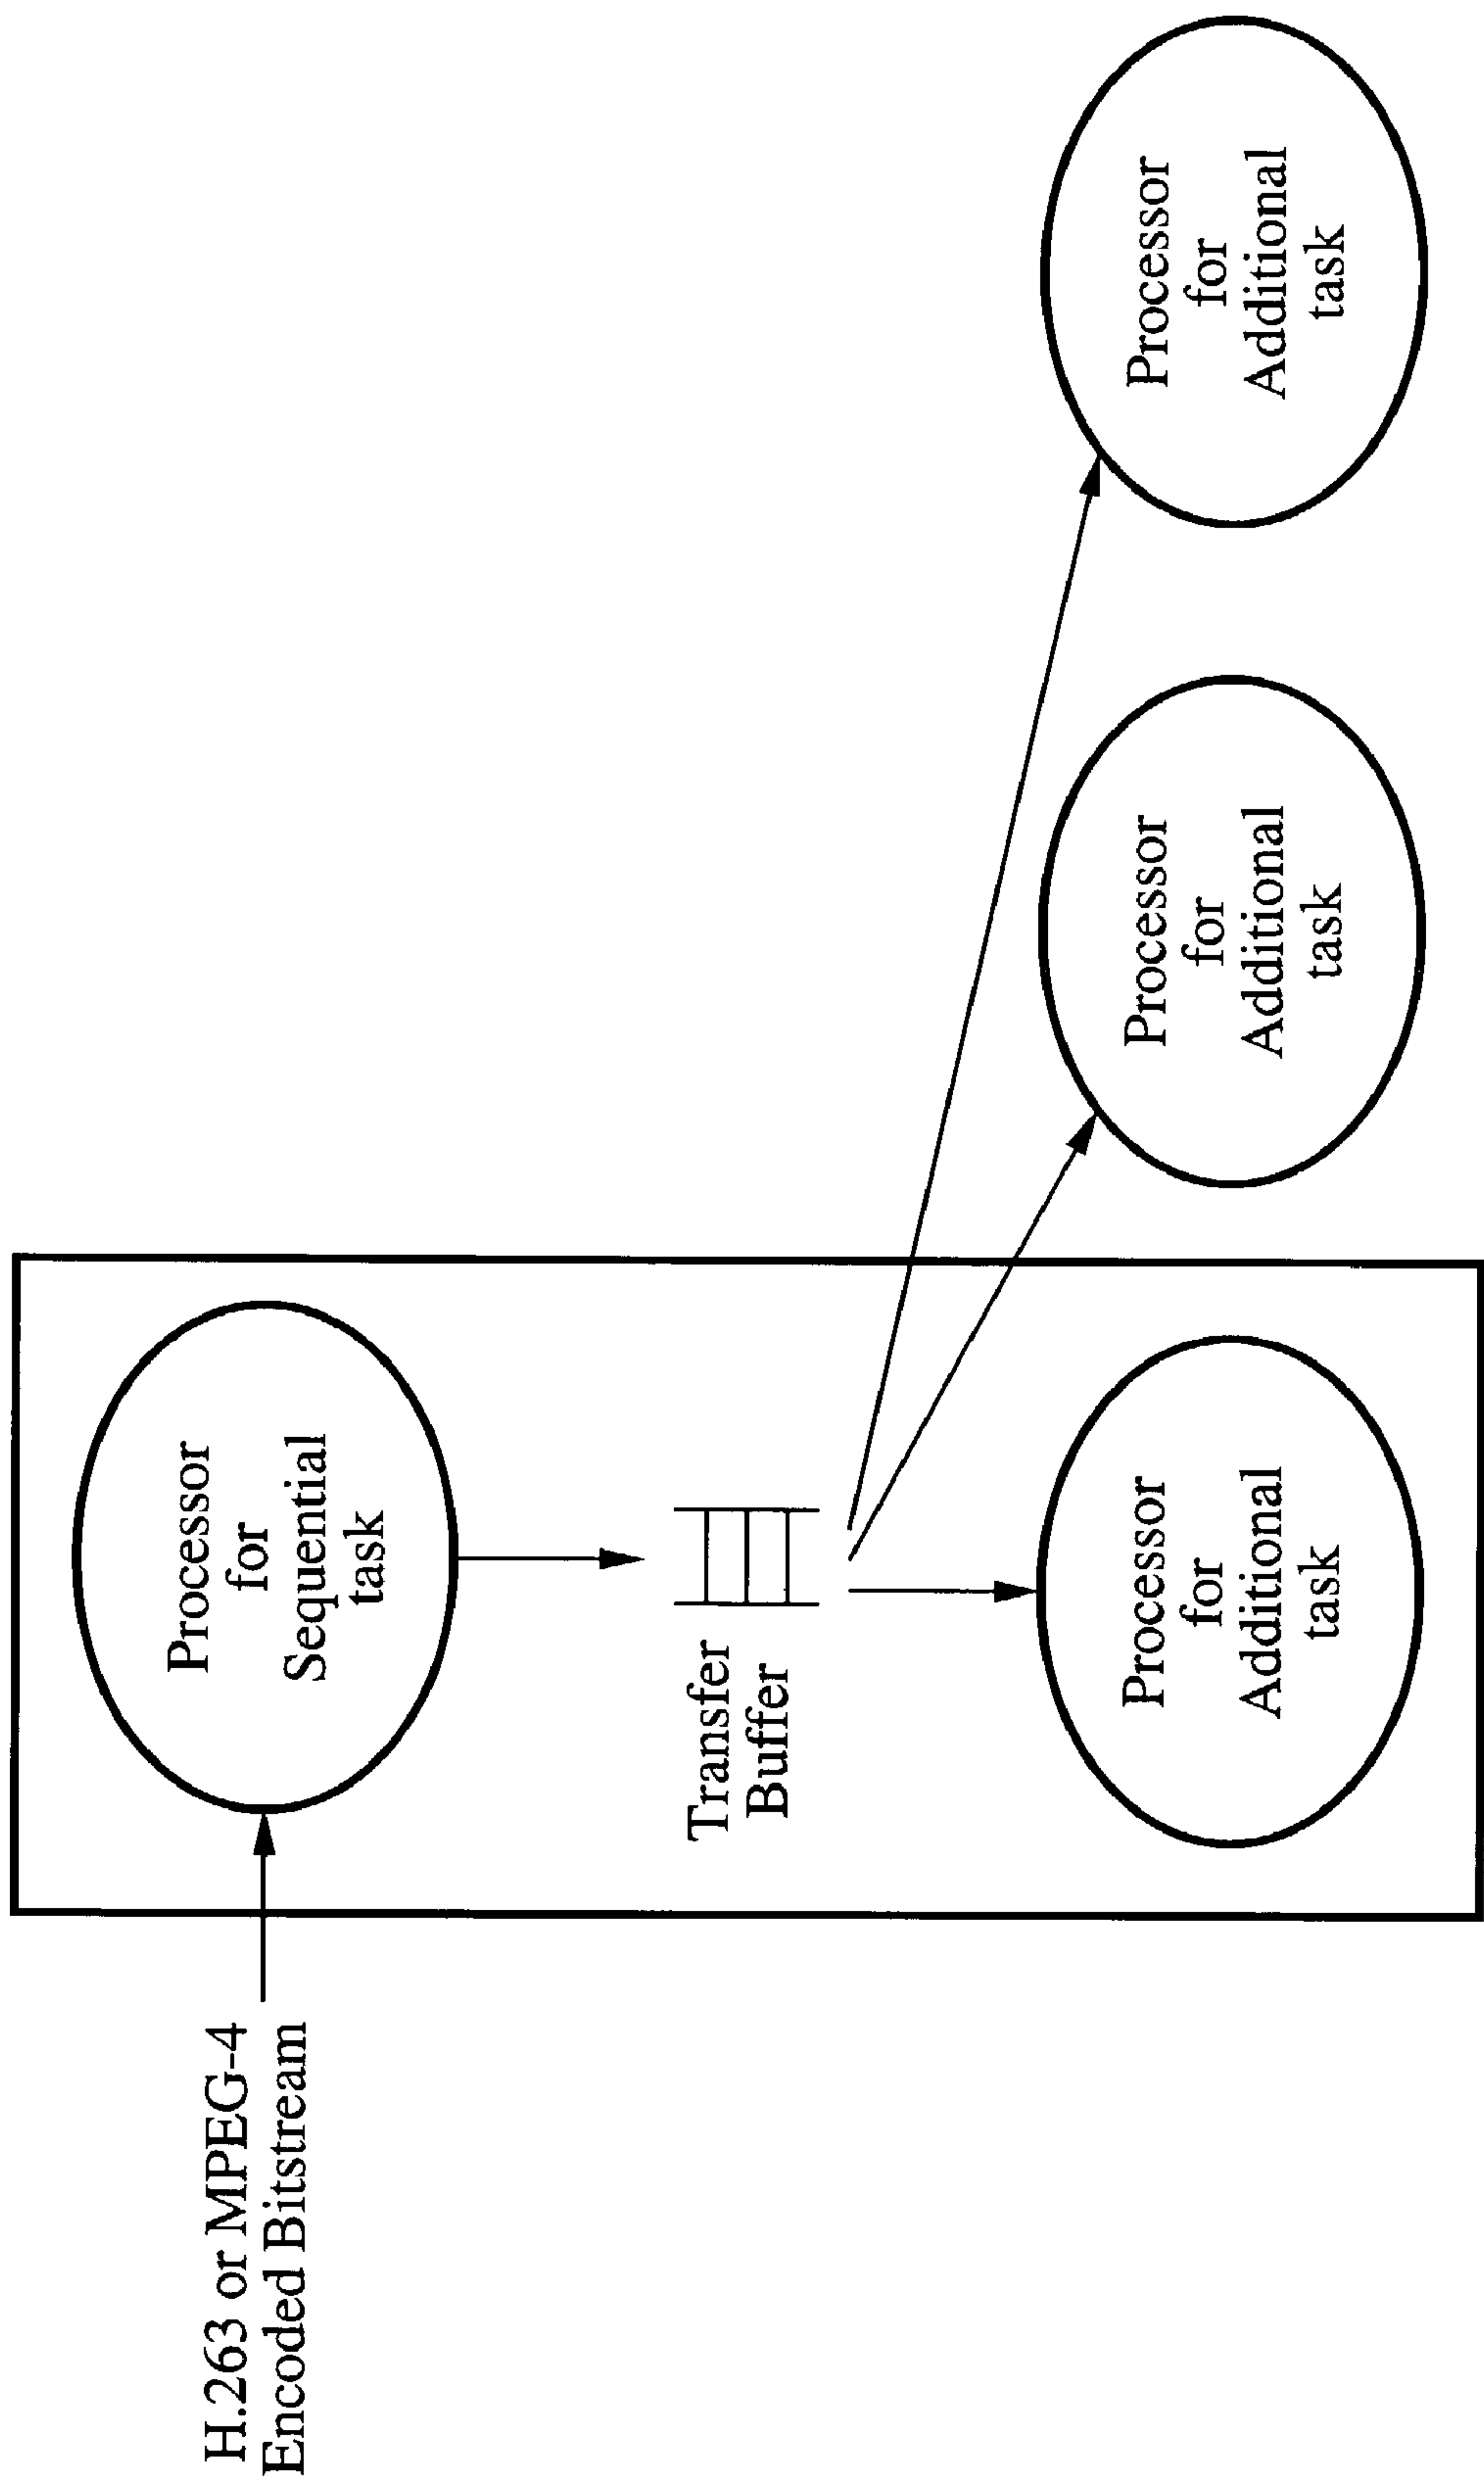 H.263 or MPEG-4
Encoded Bitstream
Processor
for
Sequential
task
Transfer
Buffer
Processor
for
Additional
task
Processor
for
Additional
task
Processor
for
Additional
task